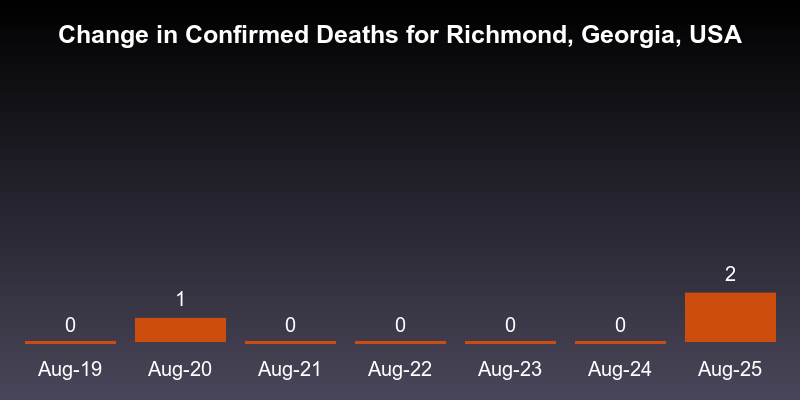 Change in Confirmed Deaths for Richmond, Georgia, USA
0 1 0 0 0 0 2
Aug-19 Aug-20 Aug-21 Aug-22 Aug-23 Aug-24 Aug-25